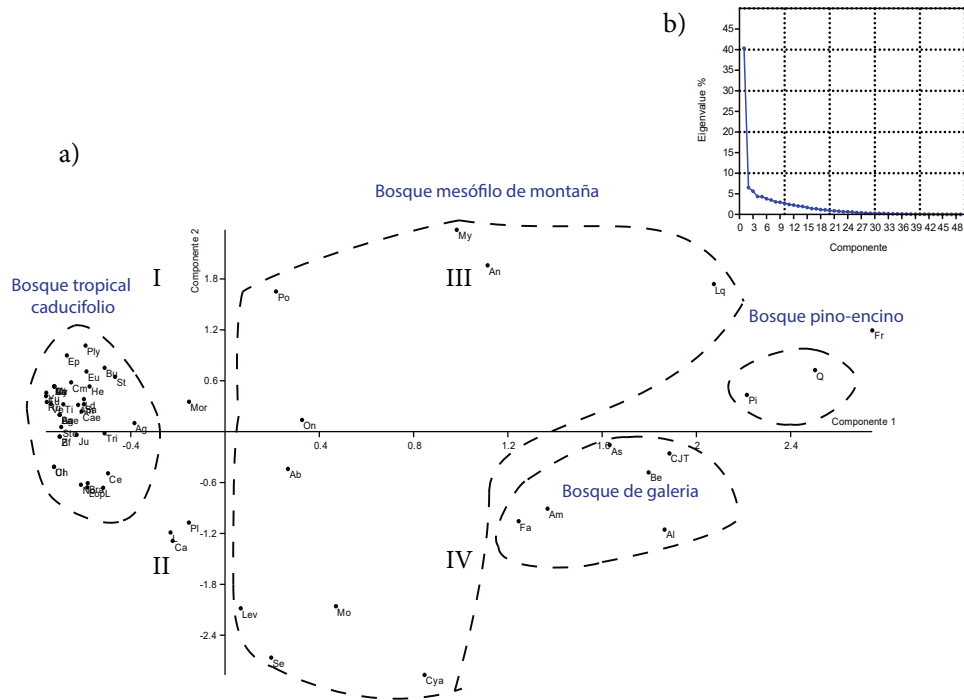 b)
45
40
35
30
25
20
15
10
5
0
Eigenvalue %
0 3 6 9 12 15 18 21 24 27 30 33 36 39 42 45 48
Componente
a)
Bosque mesófilo de montaña
Componente 2
My
I
III
An
Bosque tropical
caducifolio
1.8
Po
Lq
Bosque pino-encino
1.2
Fr
Ply
Ep
Eu
Bu
St
Q
0.6
Cm
He
Pi
Ti
Mor
Cae
Ag
On
Componente 1
Ju
Tri
-0.4
0.4
0.8
1.2
1.6
2.0
2.4
As
CJT
Ab
Be
-0.6
Ce
Bosque de galeria
Am
Fa
Pl
Al
-1.2
L
Ca
II
IV
-1.8
Lev
Mo
-2.4
Se
Cya